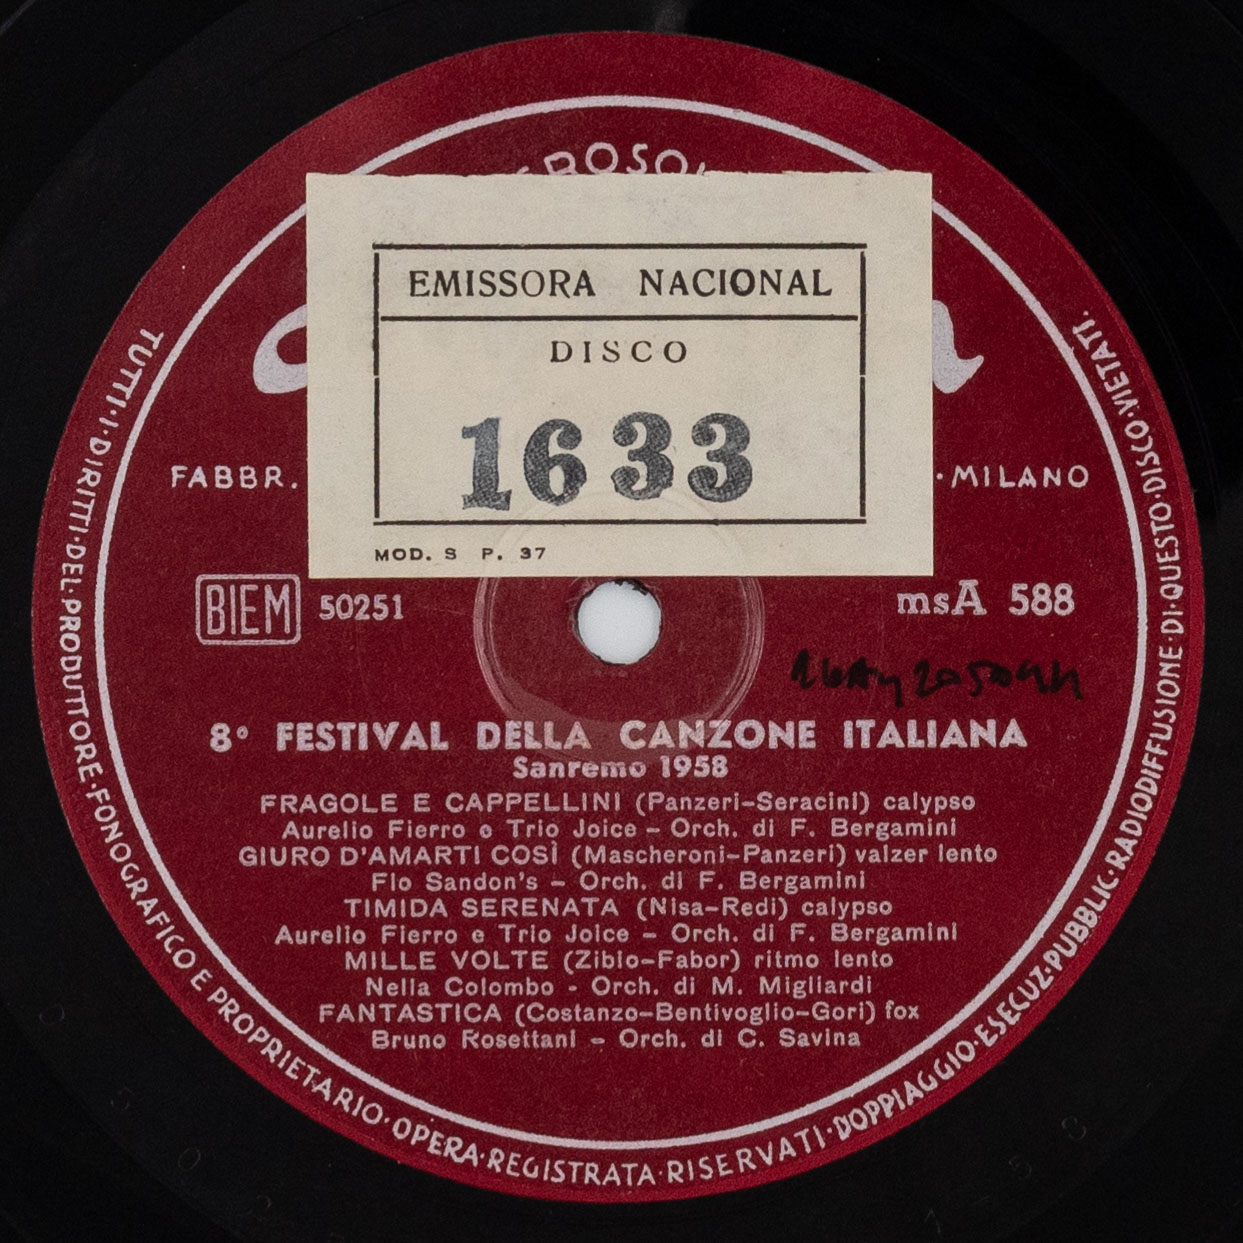 EMISSORA NACIONAL
DISCO
1633
MOD. S P. 37
FABBR. · MILANO
BIEM 50251 msA 588
8° FESTIVAL DELLA CANZONE ITALIANA
Sanremo 1958
FRAGOLE E CAPPELLINI (Panzeri-Seracini) calypso
Aurelio Fierro e Trio Joice - Orch. di F. Bergamini
GIURO D'AMARTI COSÌ (Mascheroni-Panzeri) valzer lento
Flo Sandon's - Orch. di F. Bergamini
TIMIDA SERENATA (Nisa-Redi) calypso
Aurelio Fierro e Trio Joice - Orch. di F. Bergamini
MILLE VOLTE (Zibio-Fabor) ritmo lento
Nella Colombo - Orch. di M. Migliardi
FANTASTICA (Costanzo-Bentivoglio-Gori) fox
Bruno Rosettani - Orch. di C. Savina
TUTTI·I·DIRITTI·DEL·PRODUTTORE·FONOGRAFICO E PROPRIETARIO·OPERA·REGISTRATA·RISERVATI·DOPPIAGGIO·ESECUZ·PUBBLIC·RADIODIFFUSIONE·DI·QUESTO·DISCO·VIETATI.